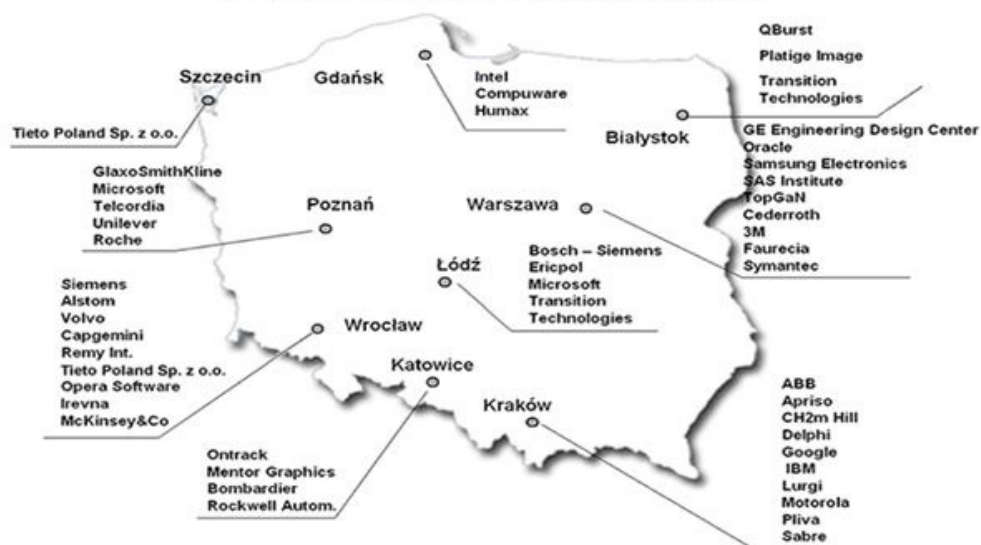 QBurst
Platige Image
Transition
Technologies
Szczecin
Gdańsk
Intel
Compuware
Humax
Białystok
Tieto Poland Sp. z o.o.
GE Engineering Design Center
Oracle
Samsung Electronics
SAS Institute
TopGaN
Cederroth
3M
Faurecia
Symantec
GlaxoSmithKline
Microsoft
Telcordia
Unilever
Roche
Poznań
Warszawa
Łódź
Bosch – Siemens
Ericpol
Microsoft
Transition
Technologies
Siemens
Alstom
Volvo
Capgemini
Remy Int.
Tieto Poland Sp. z o.o.
Opera Software
Irevna
McKinsey&Co
Wrocław
Katowice
Kraków
Ontrack
Mentor Graphics
Bombardier
Rockwell Autom.
ABB
Apriso
CH2m Hill
Delphi
Google
IBM
Lurgi
Motorola
Pliva
Sabre